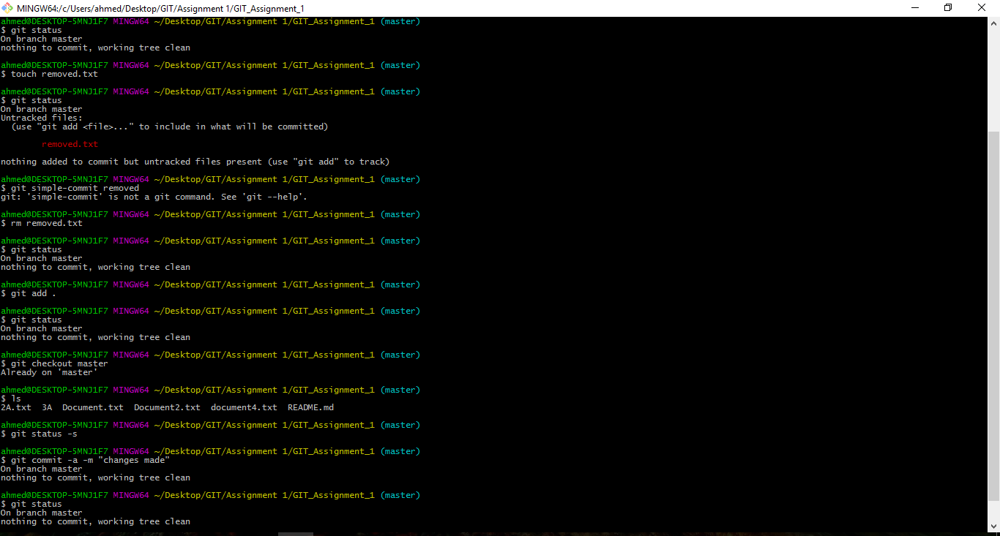 MINGW64:/c/Users/ahmed/Desktop/GIT/Assignment 1/GIT_Assignment_1
ahmed@DESKTOP-5MNJ1F7 MINGW64 ~/Desktop/GIT/Assignment 1/GIT_Assignment_1 (master)
$ git status
On branch master
nothing to commit, working tree clean

ahmed@DESKTOP-5MNJ1F7 MINGW64 ~/Desktop/GIT/Assignment 1/GIT_Assignment_1 (master)
$ touch removed.txt

ahmed@DESKTOP-5MNJ1F7 MINGW64 ~/Desktop/GIT/Assignment 1/GIT_Assignment_1 (master)
$ git status
On branch master
Untracked files:
  (use "git add <file>..." to include in what will be committed)

        removed.txt

nothing added to commit but untracked files present (use "git add" to track)

ahmed@DESKTOP-5MNJ1F7 MINGW64 ~/Desktop/GIT/Assignment 1/GIT_Assignment_1 (master)
$ git simple-commit removed
git: 'simple-commit' is not a git command. See 'git --help'.

ahmed@DESKTOP-5MNJ1F7 MINGW64 ~/Desktop/GIT/Assignment 1/GIT_Assignment_1 (master)
$ rm removed.txt

ahmed@DESKTOP-5MNJ1F7 MINGW64 ~/Desktop/GIT/Assignment 1/GIT_Assignment_1 (master)
$ git status
On branch master
nothing to commit, working tree clean

ahmed@DESKTOP-5MNJ1F7 MINGW64 ~/Desktop/GIT/Assignment 1/GIT_Assignment_1 (master)
$ git add .

ahmed@DESKTOP-5MNJ1F7 MINGW64 ~/Desktop/GIT/Assignment 1/GIT_Assignment_1 (master)
$ git status
On branch master
nothing to commit, working tree clean

ahmed@DESKTOP-5MNJ1F7 MINGW64 ~/Desktop/GIT/Assignment 1/GIT_Assignment_1 (master)
$ git checkout master
Already on 'master'

ahmed@DESKTOP-5MNJ1F7 MINGW64 ~/Desktop/GIT/Assignment 1/GIT_Assignment_1 (master)
$ ls
2A.txt  3A  Document.txt  Document2.txt  document4.txt  README.md

ahmed@DESKTOP-5MNJ1F7 MINGW64 ~/Desktop/GIT/Assignment 1/GIT_Assignment_1 (master)
$ git status -s

ahmed@DESKTOP-5MNJ1F7 MINGW64 ~/Desktop/GIT/Assignment 1/GIT_Assignment_1 (master)
$ git commit -a -m "changes made"
On branch master
nothing to commit, working tree clean

ahmed@DESKTOP-5MNJ1F7 MINGW64 ~/Desktop/GIT/Assignment 1/GIT_Assignment_1 (master)
$ git status
On branch master
nothing to commit, working tree clean